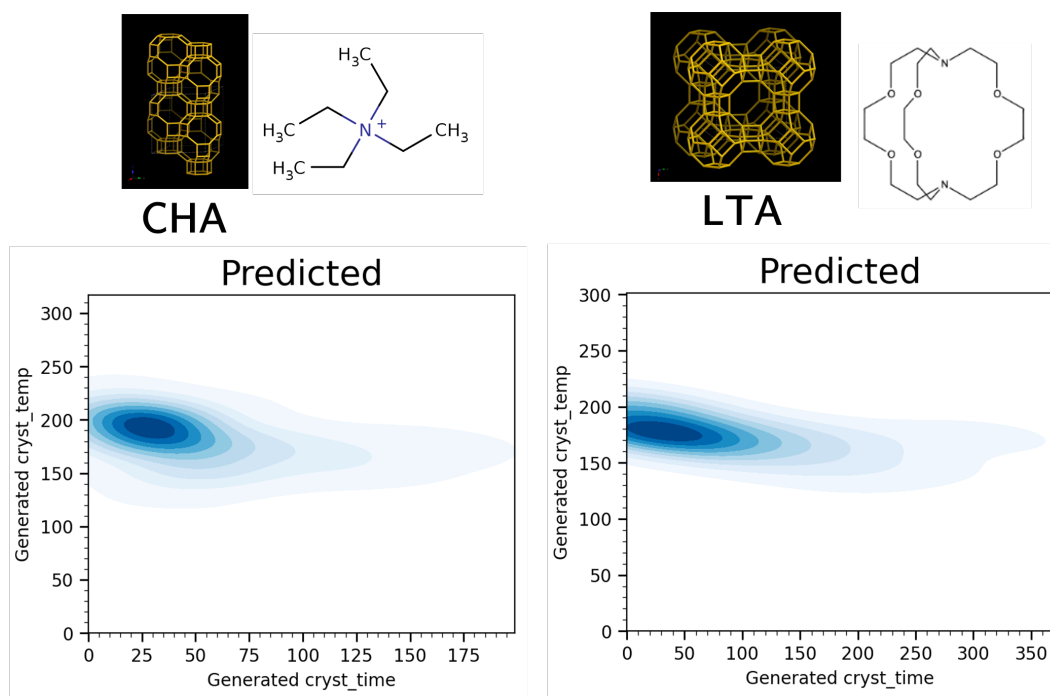 H₃C
H₃C
N⁺
CH₃
H₃C
CHA
N
O
O
O
O
O
O
N
LTA
Predicted
300
250
200
150
100
50
0
Generated cryst_temp
0 25 50 75 100 125 150 175
Generated cryst_time
Predicted
300
250
200
150
100
50
0
Generated cryst_temp
0 50 100 150 200 250 300 350
Generated cryst_time